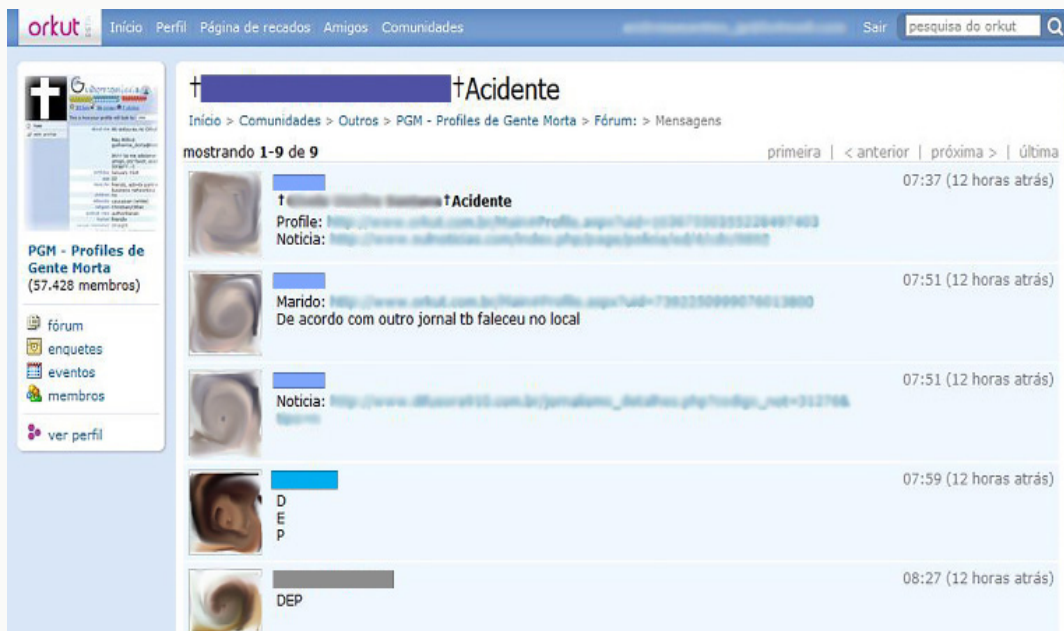 orkut
Início Perfil Página de recados Amigos Comunidades
Sair
pesquisa do orkut
†
†Acidente
Início > Comunidades > Outros > PGM - Profiles de Gente Morta > Fórum: > Mensagens
mostrando 1-9 de 9
primeira | < anterior | próxima > | última
PGM - Profiles de
Gente Morta
(57.428 membros)
fórum
enquetes
eventos
membros
ver perfil
07:37 (12 horas atrás)
† †Acidente
Profile:
Noticia:
07:51 (12 horas atrás)
Marido:
De acordo com outro jornal tb faleceu no local
07:51 (12 horas atrás)
Noticia:
07:59 (12 horas atrás)
D
E
P
08:27 (12 horas atrás)
DEP